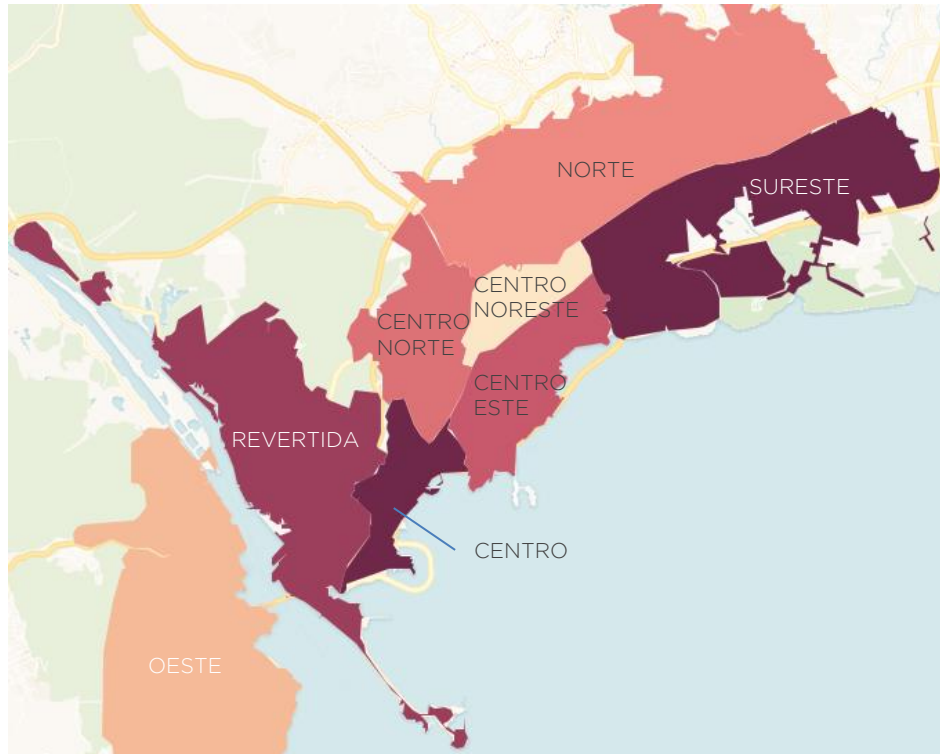 NORTE
SURESTE
CENTRO
NORESTE
CENTRO
NORTE
CENTRO
ESTE
REVERTIDA
CENTRO
OESTE